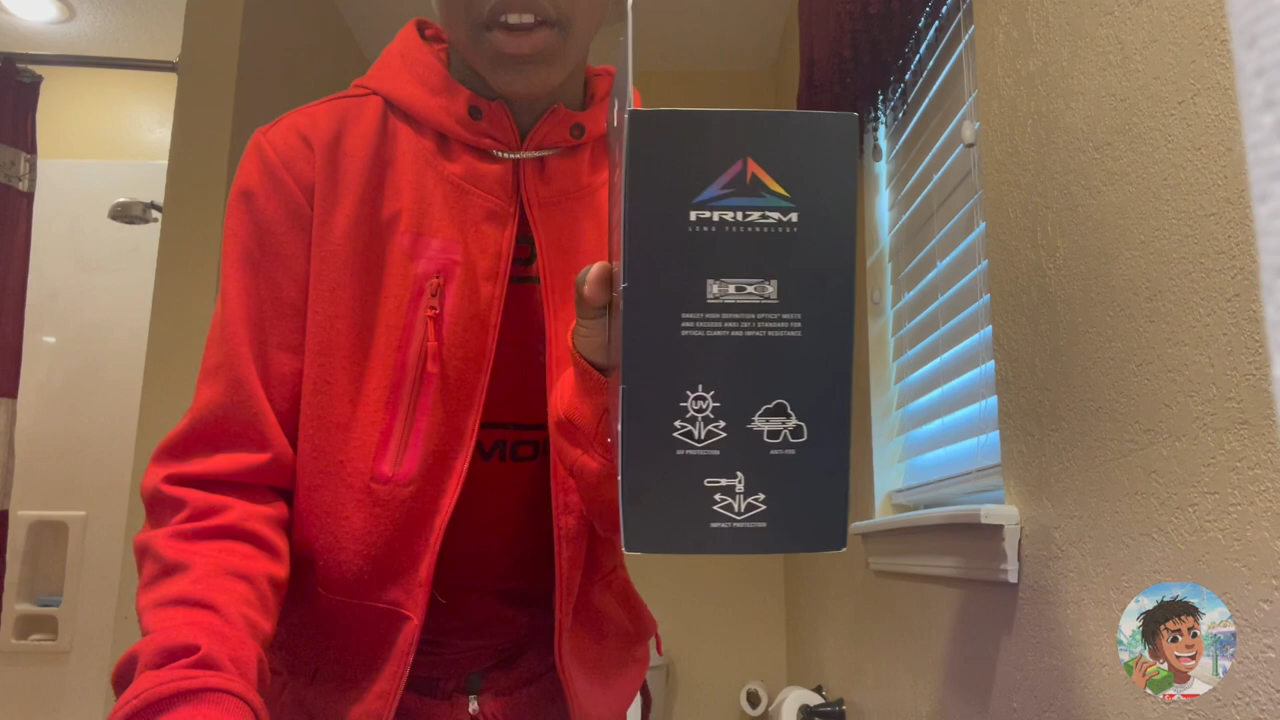 PRIZM
LENS TECHNOLOGY
HDO
OAKLEY HIGH DEFINITION OPTICS® MEETS
AND EXCEEDS ANSI Z87.1 STANDARD FOR
OPTICAL CLARITY AND IMPACT RESISTANCE
UV
UV PROTECTION
ANTI-FOG
IMPACT PROTECTION
MO